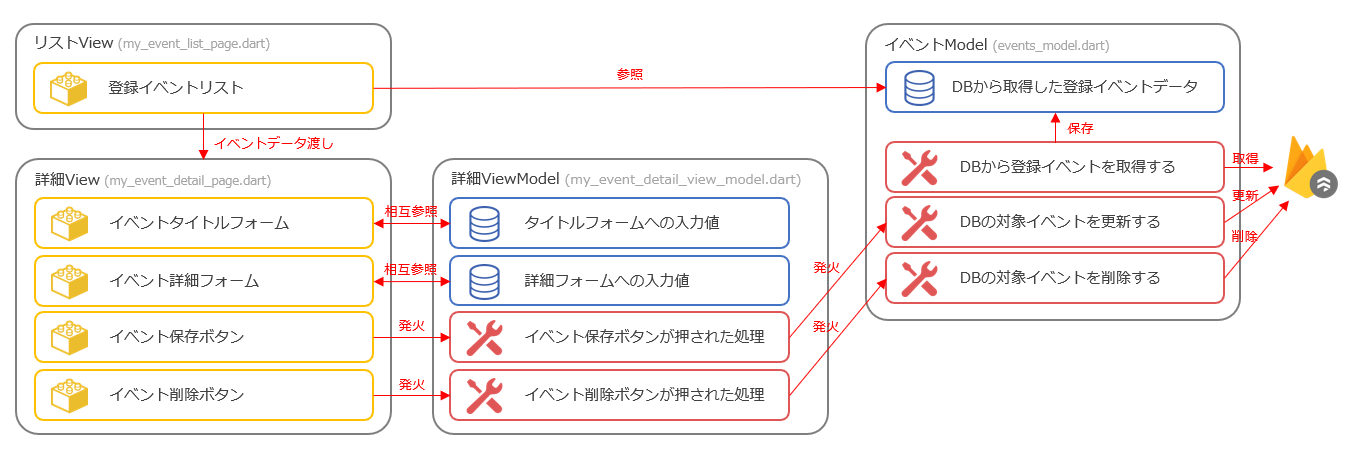 リストView (my_event_list_page.dart)
登録イベントリスト
参照
イベントModel (events_model.dart)
DBから取得した登録イベントデータ
保存
DBから登録イベントを取得する
取得
DBの対象イベントを更新する
更新
DBの対象イベントを削除する
削除
イベントデータ渡し
詳細View (my_event_detail_page.dart)
イベントタイトルフォーム
イベント詳細フォーム
イベント保存ボタン
イベント削除ボタン
相互参照
相互参照
発火
発火
詳細ViewModel (my_event_detail_view_model.dart)
タイトルフォームへの入力値
詳細フォームへの入力値
イベント保存ボタンが押された処理
イベント削除ボタンが押された処理
発火
発火